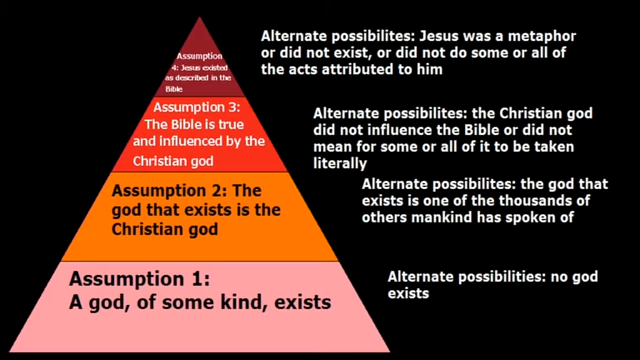 Assumption
4: Jesus existed
as described in the
Bible
Alternate possibilites: Jesus was a metaphor
or did not exist, or did not do some or all of
the acts attributed to him
Assumption 3:
The Bible is true
and influenced by the
Christian god
Alternate possibilites: the Christian god
did not influence the Bible or did not
mean for some or all of it to be taken
literally
Assumption 2: The
god that exists is the
Christian god
Alternate possibilites: the god that
exists is one of the thousands of
others mankind has spoken of
Assumption 1:
A god, of some kind, exists
Alternate possibilities: no god
exists